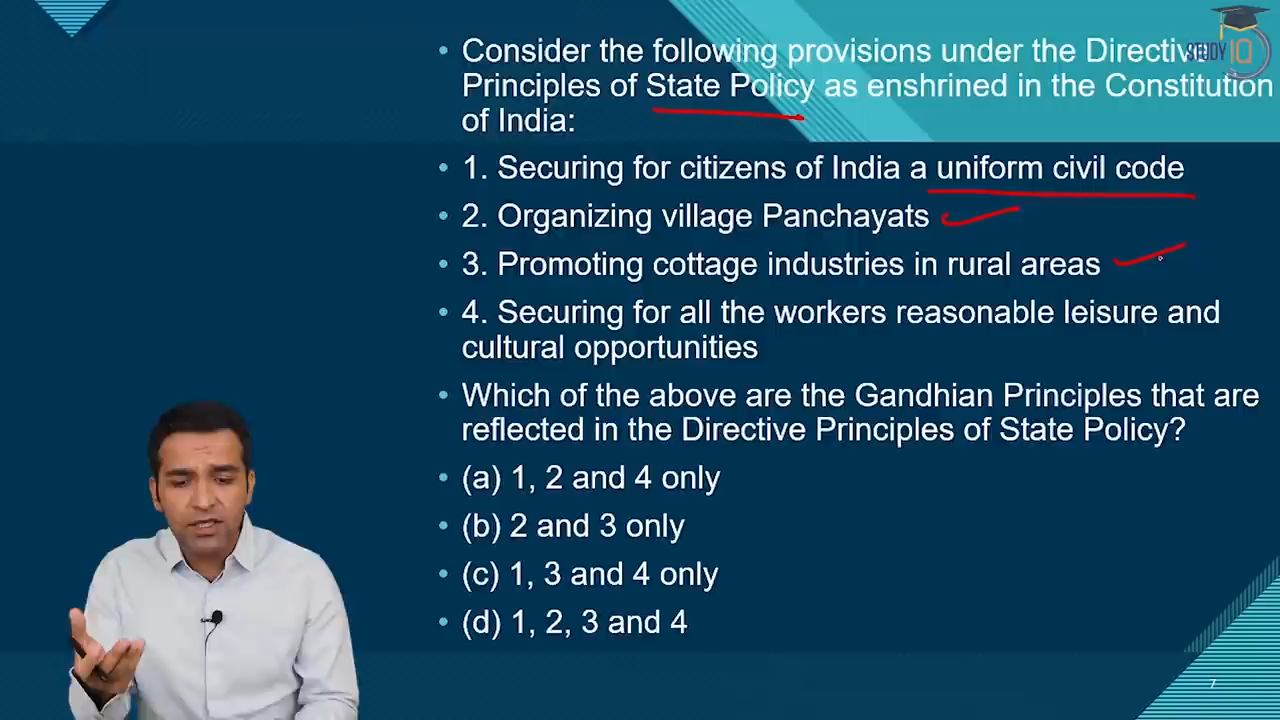 STUDY IQ
• Consider the following provisions under the Directive
Principles of State Policy as enshrined in the Constitution
of India:
• 1. Securing for citizens of India a uniform civil code
• 2. Organizing village Panchayats
• 3. Promoting cottage industries in rural areas
• 4. Securing for all the workers reasonable leisure and
cultural opportunities
• Which of the above are the Gandhian Principles that are
reflected in the Directive Principles of State Policy?
• (a) 1, 2 and 4 only
• (b) 2 and 3 only
• (c) 1, 3 and 4 only
• (d) 1, 2, 3 and 4
7